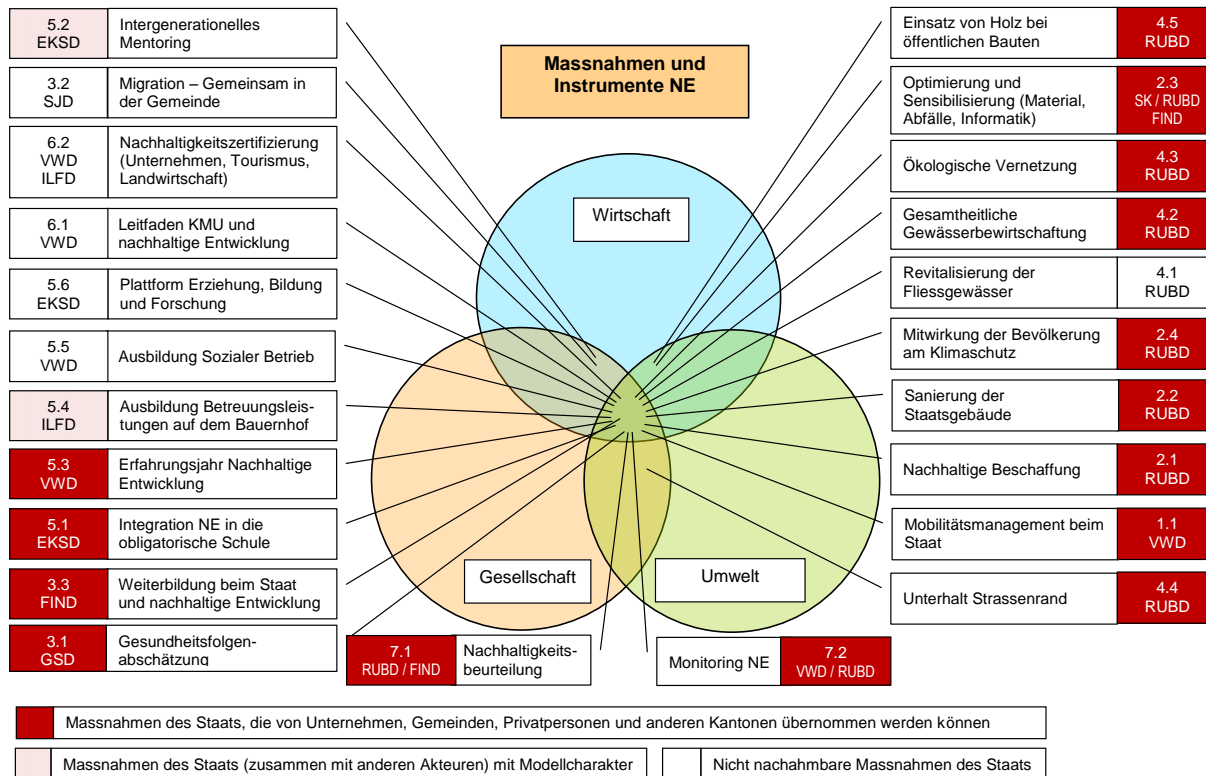 Massnahmen und
Instrumente NE
5.2
EKSD
Intergenerationelles
Mentoring
3.2
SJD
Migration – Gemeinsam in
der Gemeinde
6.2
VWD
ILFD
Nachhaltigkeitszertifizierung
(Unternehmen, Tourismus,
Landwirtschaft)
6.1
VWD
Leitfaden KMU und
nachhaltige Entwicklung
5.6
EKSD
Plattform Erziehung, Bildung
und Forschung
5.5
VWD
Ausbildung Sozialer Betrieb
5.4
ILFD
Ausbildung Betreuungsleis-
tungen auf dem Bauernhof
5.3
VWD
Erfahrungsjahr Nachhaltige
Entwicklung
5.1
EKSD
Integration NE in die
obligatorische Schule
3.3
FIND
Weiterbildung beim Staat
und nachhaltige Entwicklung
3.1
GSD
Gesundheitsfolgen-
abschätzung
Wirtschaft
Gesellschaft
Umwelt
7.1
RUBD / FIND
Nachhaltigkeits-
beurteilung
Monitoring NE
7.2
VWD / RUBD
Einsatz von Holz bei
öffentlichen Bauten
4.5
RUBD
Optimierung und
Sensibilisierung (Material,
Abfälle, Informatik)
2.3
SK / RUBD
FIND
Ökologische Vernetzung
4.3
RUBD
Gesamtheitliche
Gewässerbewirtschaftung
4.2
RUBD
Revitalisierung der
Fliessgewässer
4.1
RUBD
Mitwirkung der Bevölkerung
am Klimaschutz
2.4
RUBD
Sanierung der
Staatsgebäude
2.2
RUBD
Nachhaltige Beschaffung
2.1
RUBD
Mobilitätsmanagement beim
Staat
1.1
VWD
Unterhalt Strassenrand
4.4
RUBD
Massnahmen des Staats, die von Unternehmen, Gemeinden, Privatpersonen und anderen Kantonen übernommen werden können
Massnahmen des Staats (zusammen mit anderen Akteuren) mit Modellcharakter
Nicht nachahmbare Massnahmen des Staats